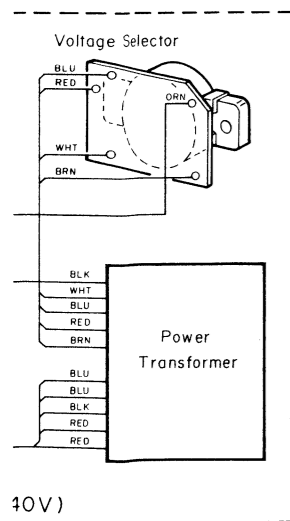 Voltage Selector
BLU
RED
ORN
WHT
BRN
BLK
WHT
BLU
RED
BRN
Power
Transformer
BLU
BLU
BLK
RED
RED
40V)